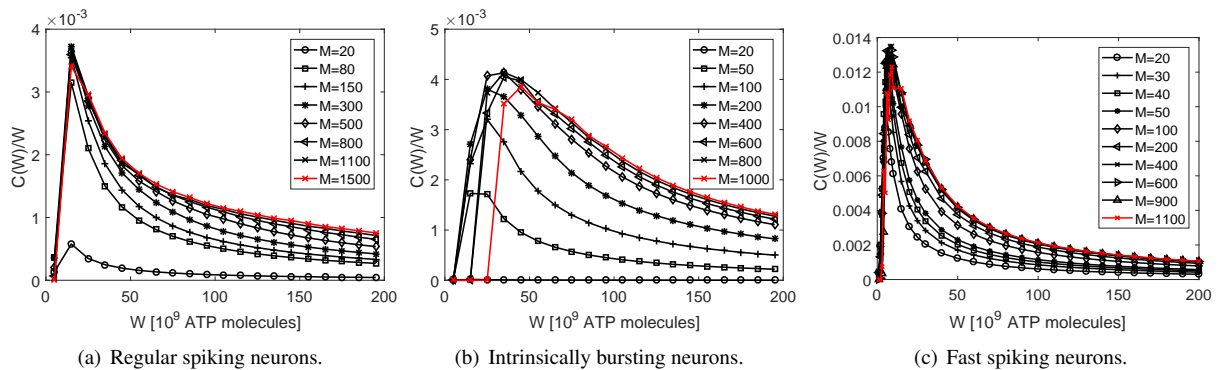 ×10⁻³
4
3
2
1
0
C(W)/W
0 50 100 150 200
W [10⁹ ATP molecules]
M=20
M=80
M=150
M=300
M=500
M=800
M=1100
M=1500
(a) Regular spiking neurons.
×10⁻³
5
4
3
2
1
0
C(W)/W
0 50 100 150 200
W [10⁹ ATP molecules]
M=20
M=50
M=100
M=200
M=400
M=600
M=800
M=1000
(b) Intrinsically bursting neurons.
0.014
0.012
0.01
0.008
0.006
0.004
0.002
0
C(W)/W
0 50 100 150 200
W [10⁹ ATP molecules]
M=20
M=30
M=40
M=50
M=100
M=200
M=400
M=600
M=900
M=1100
(c) Fast spiking neurons.